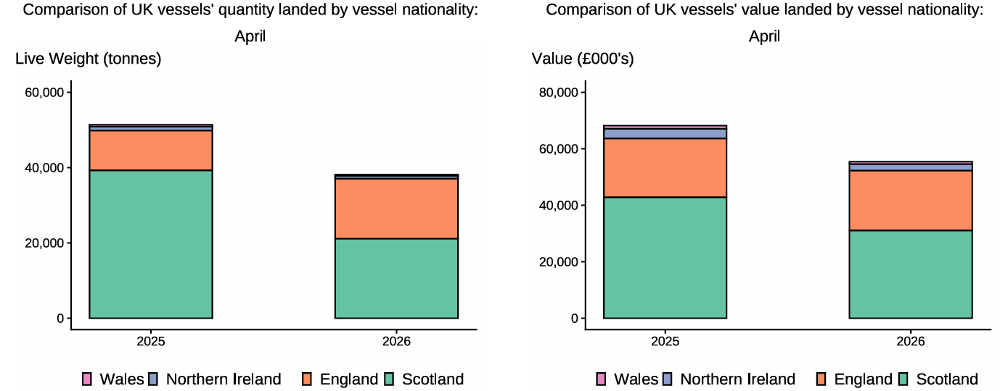 Comparison of UK vessels' quantity landed by vessel nationality:
April
Live Weight (tonnes)
60,000
40,000
20,000
0
2025 2026
Wales Northern Ireland England Scotland
Comparison of UK vessels' value landed by vessel nationality:
April
Value (£000's)
80,000
60,000
40,000
20,000
0
2025 2026
Wales Northern Ireland England Scotland